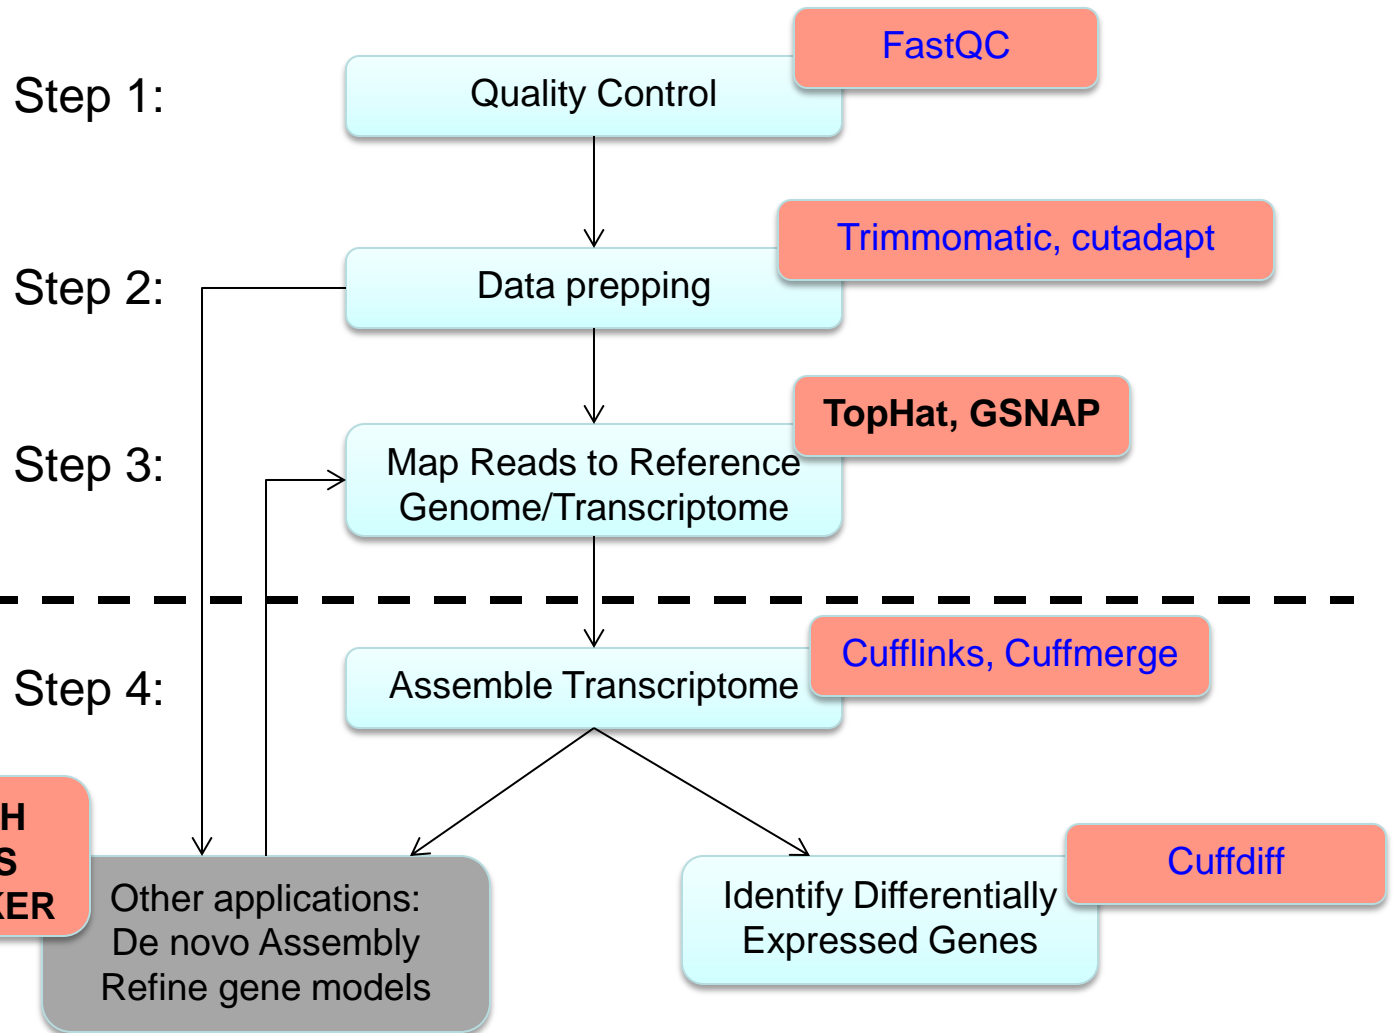 FastQC
Step 1:
Quality Control
Trimmomatic, cutadapt
Step 2:
Data prepping
TopHat, GSNAP
Step 3:
Map Reads to Reference
Genome/Transcriptome
Cufflinks, Cuffmerge
Step 4:
Assemble Transcriptome
Cuffdiff
Other applications:
De novo Assembly
Refine gene models
Identify Differentially
Expressed Genes